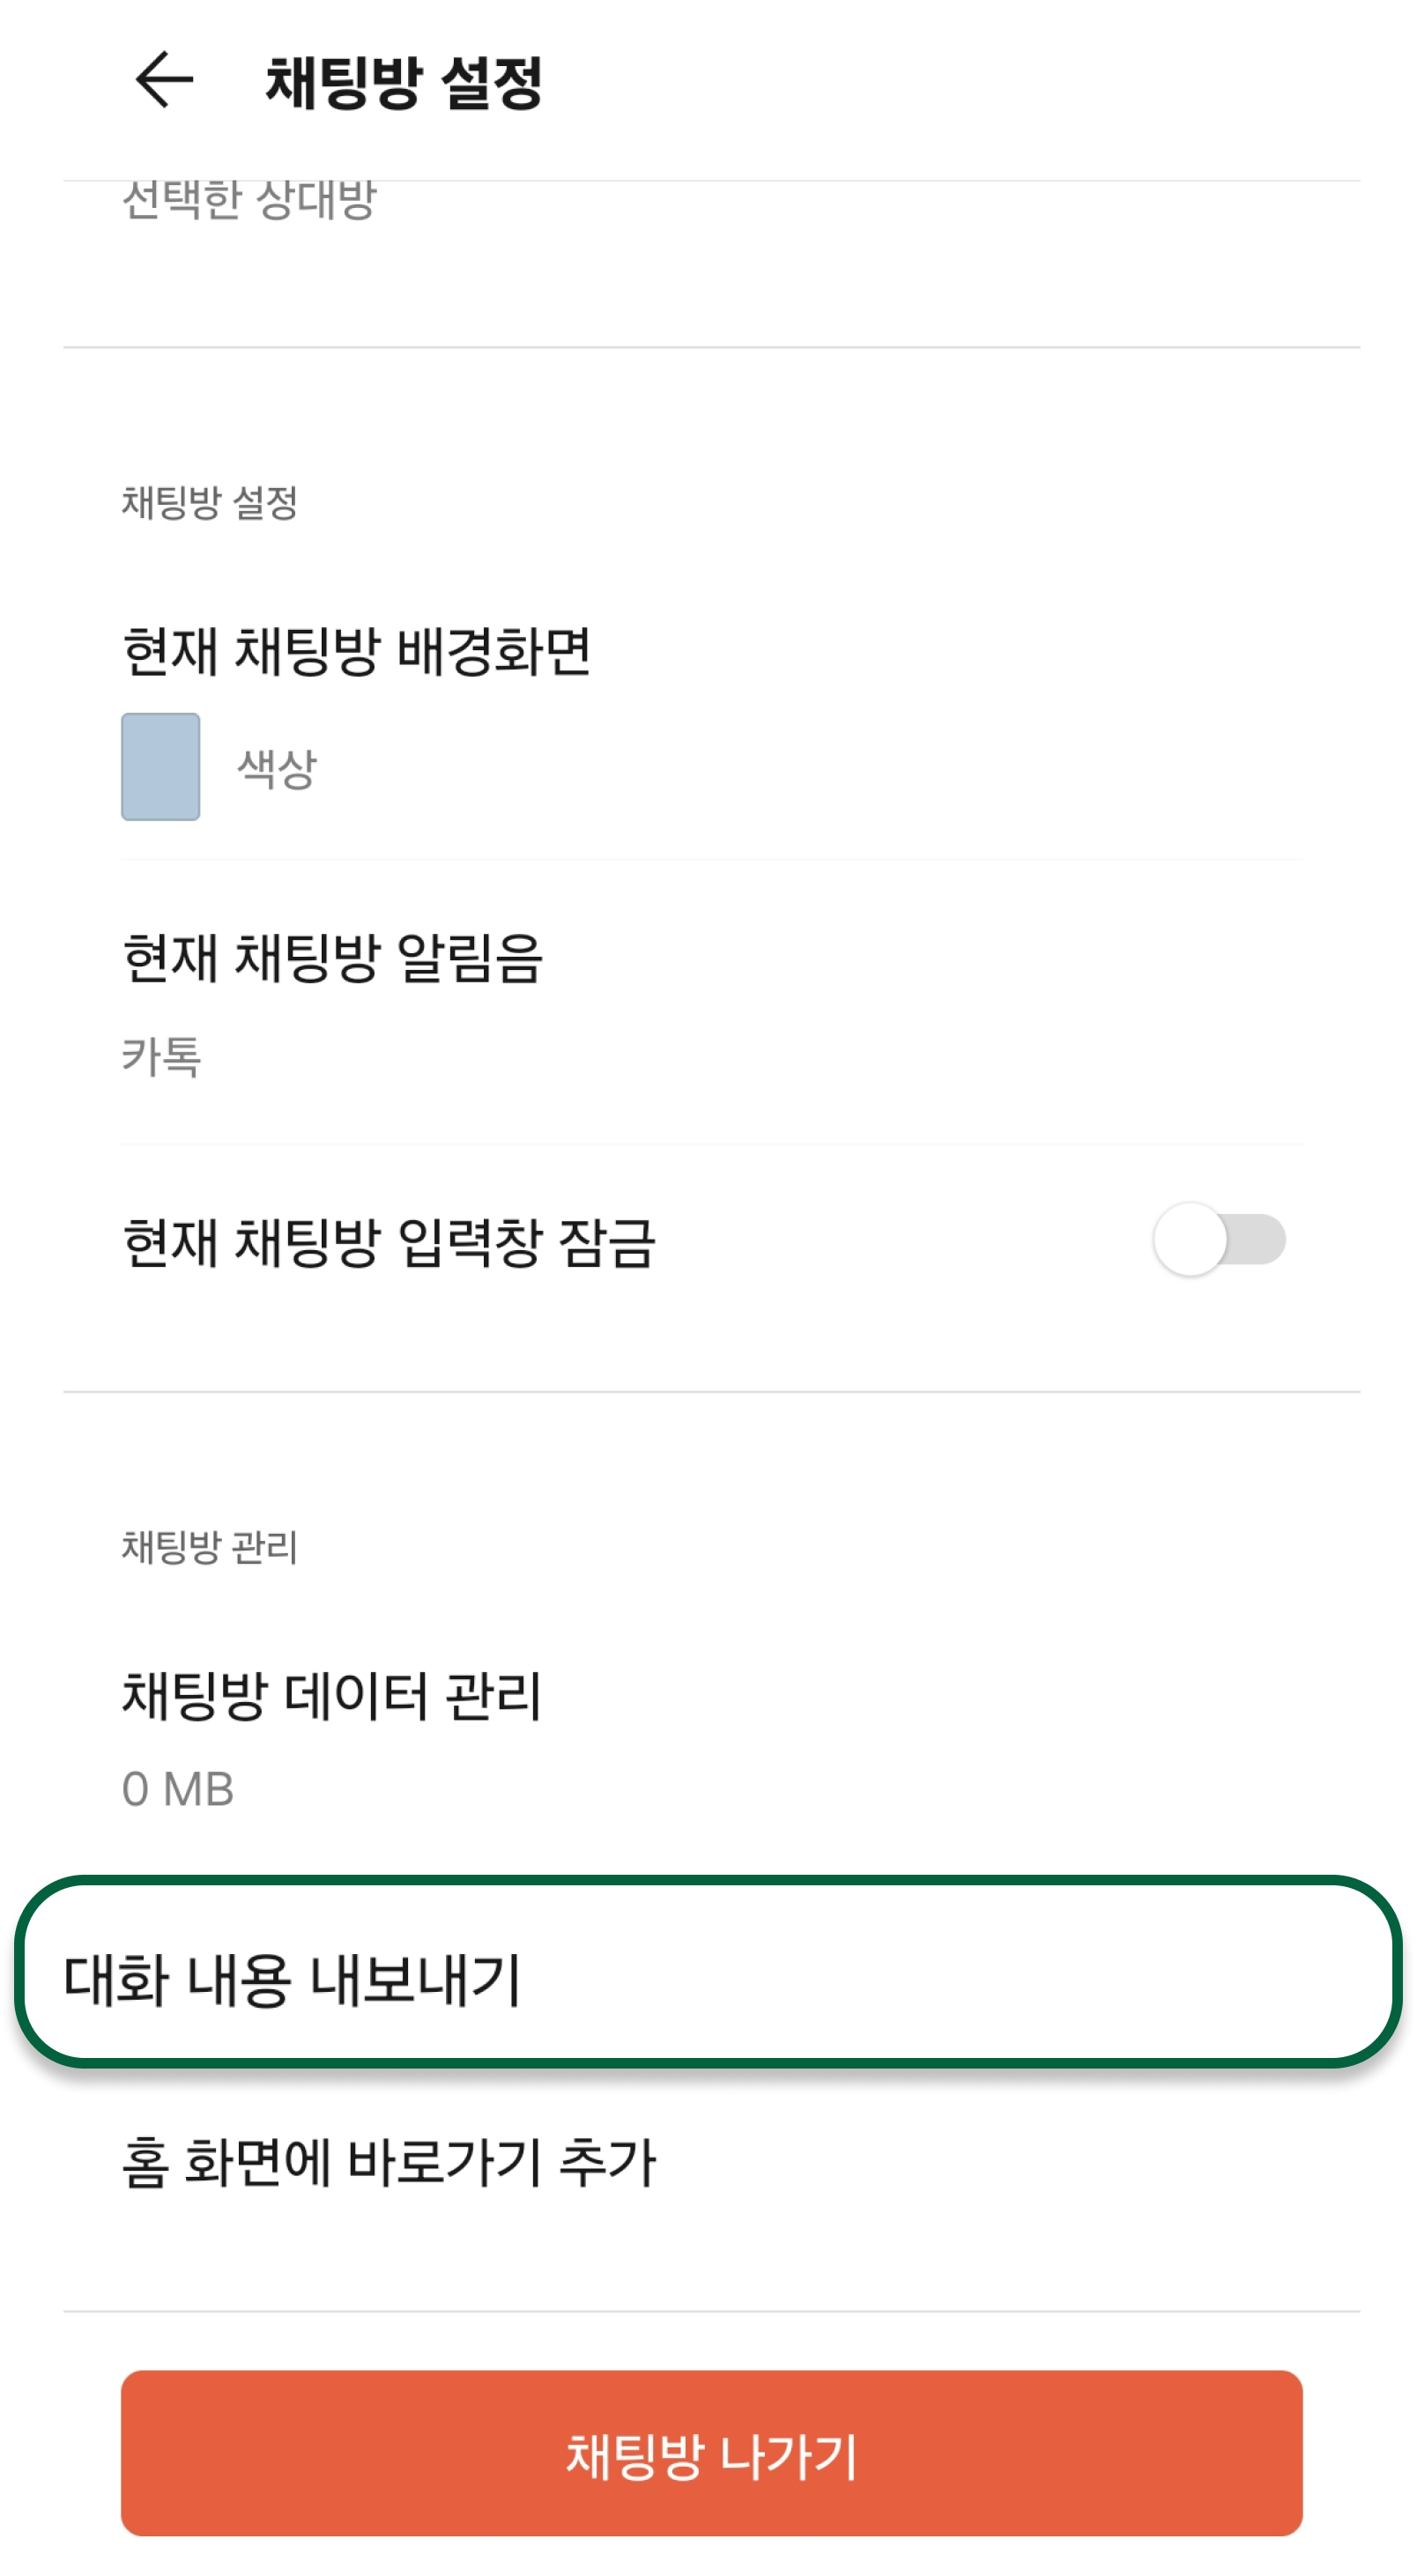 채팅방 설정
선택한 상대방
채팅방 설정
현재 채팅방 배경화면
색상
현재 채팅방 알림음
카톡
현재 채팅방 입력창 잠금
채팅방 관리
채팅방 데이터 관리
0 MB
대화 내용 내보내기
홈 화면에 바로가기 추가
채팅방 나가기